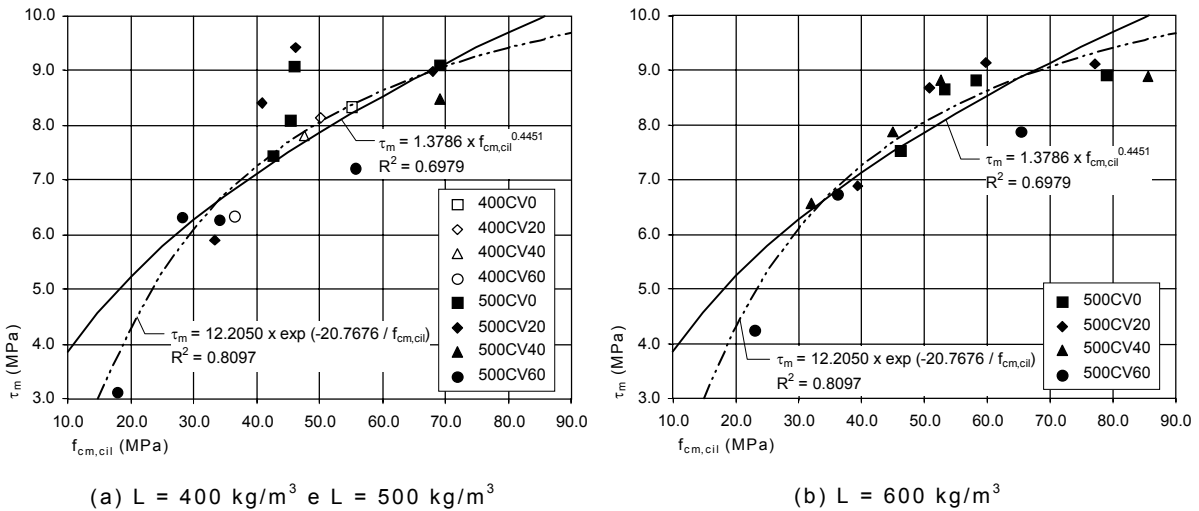 10.0
9.0
8.0
7.0
6.0
5.0
4.0
3.0
τm (MPa)
10.0 20.0 30.0 40.0 50.0 60.0 70.0 80.0 90.0
fcm,cil (MPa)
τm = 1.3786 x fcm,cil^0.4451
R² = 0.6979
τm = 12.2050 x exp (-20.7676 / fcm,cil)
R² = 0.8097
400CV0
400CV20
400CV40
400CV60
500CV0
500CV20
500CV40
500CV60
(a) L = 400 kg/m³ e L = 500 kg/m³
10.0
9.0
8.0
7.0
6.0
5.0
4.0
3.0
τm (MPa)
10.0 20.0 30.0 40.0 50.0 60.0 70.0 80.0 90.0
fcm,cil (MPa)
τm = 1.3786 x fcm,cil^0.4451
R² = 0.6979
τm = 12.2050 x exp (-20.7676 / fcm,cil)
R² = 0.8097
500CV0
500CV20
500CV40
500CV60
(b) L = 600 kg/m³